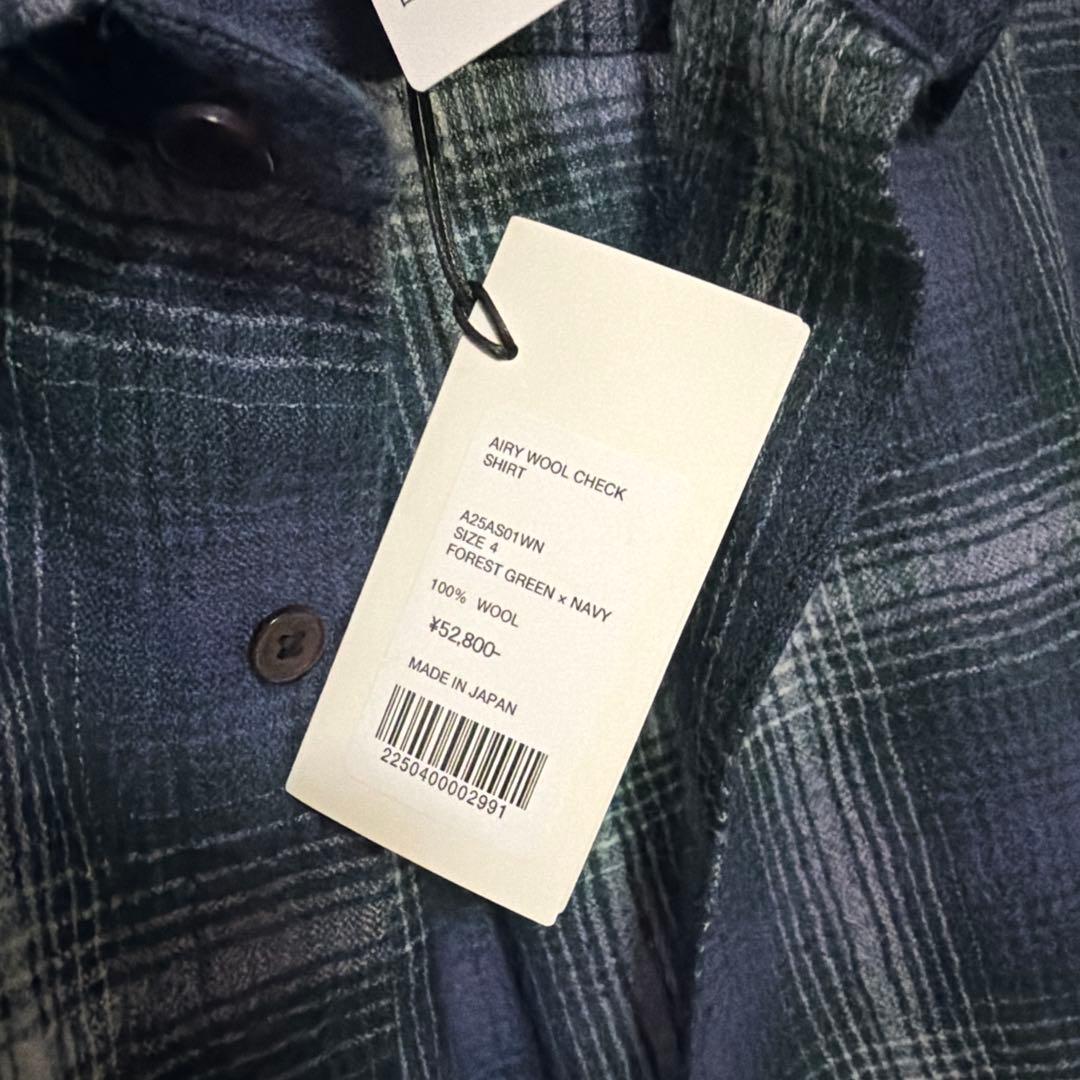 AIRY WOOL CHECK
SHIRT
A25AS01WN
SIZE 4
FOREST GREEN × NAVY
100% WOOL
¥52,800-
MADE IN JAPAN
2250400002991